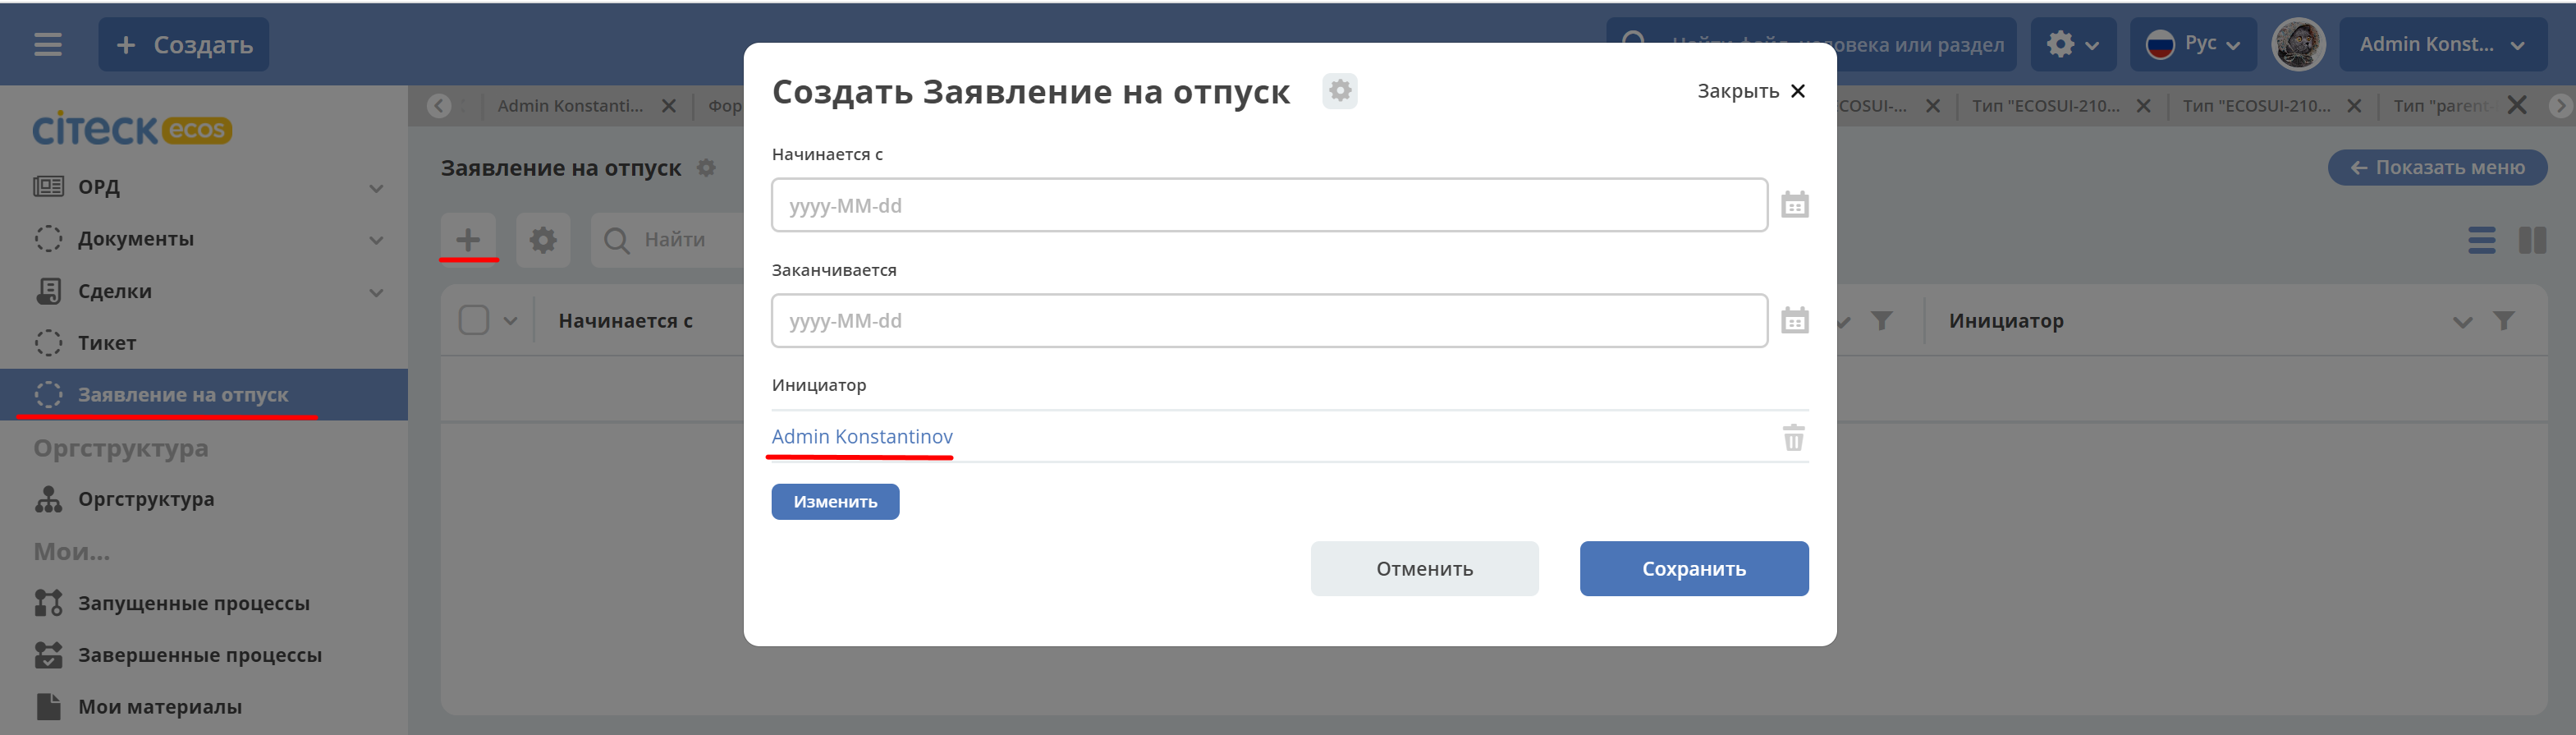 Создать
Найти файл, человека или раздел
Рус
Admin Konst...
citeck ecos
ОРД
Документы
Сделки
Тикет
Заявление на отпуск
Оргструктура
Оргструктура
Мои...
Запущенные процессы
Завершенные процессы
Мои материалы
Admin Konstanti...
Фор
COSUI-...
Тип "ECOSUI-210...
Тип "ECOSUI-210...
Тип "parent-
Заявление на отпуск
Показать меню
Найти
Начинается с
Инициатор
Создать Заявление на отпуск
Закрыть
Начинается с
yyyy-MM-dd
Заканчивается
yyyy-MM-dd
Инициатор
Admin Konstantinov
Изменить
Отменить
Сохранить